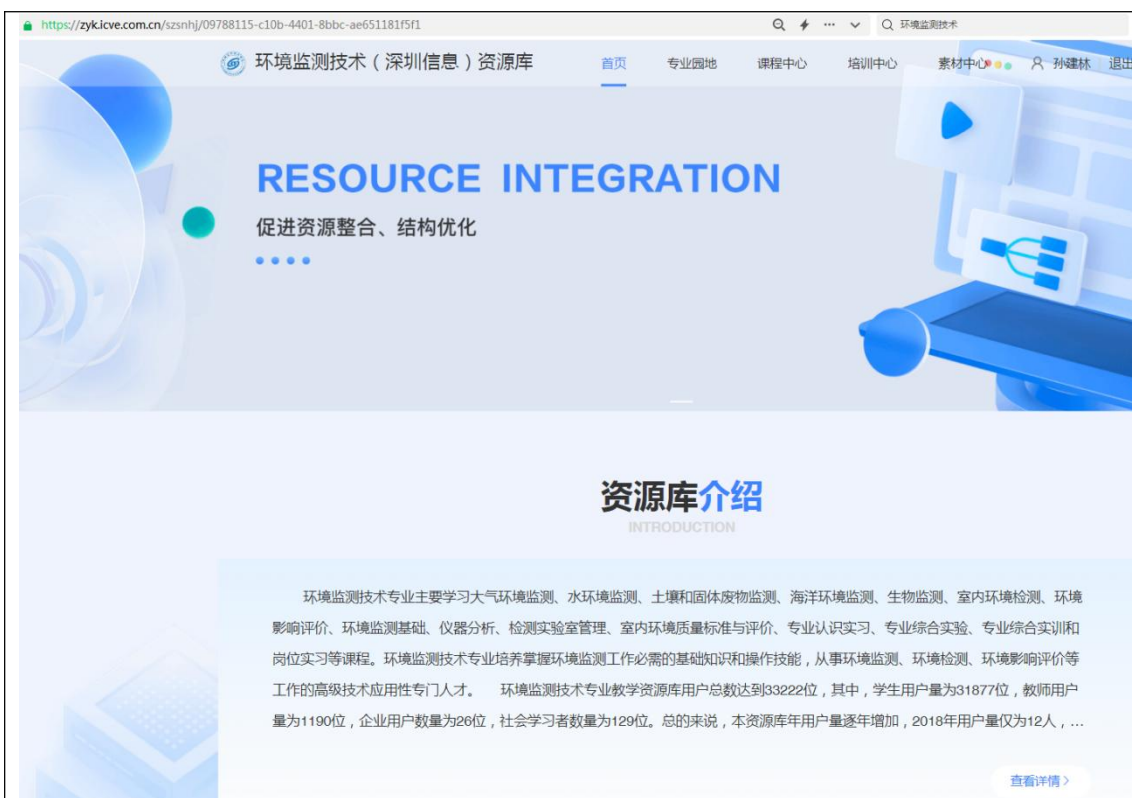 https://zyk.icve.com.cn/szsnhj/09788115-c10b-4401-8bbc-ae651181f5f1
环境监测技术
环境监测技术（深圳信息）资源库
首页 专业园地 课程中心 培训中心 素材中心 孙建林 退出
RESOURCE INTEGRATION
促进资源整合、结构优化
资源库介绍
INTRODUCTION
环境监测技术专业主要学习大气环境监测、水环境监测、土壤和固体废物监测、海洋环境监测、生物监测、室内环境检测、环境
影响评价、环境监测基础、仪器分析、检测实验室管理、室内环境质量标准与评价、专业认识实习、专业综合实验、专业综合实训和
岗位实习等课程。环境监测技术专业培养掌握环境监测工作必需的基础知识和操作技能，从事环境监测、环境检测、环境影响评价等
工作的高级技术应用性专门人才。 环境监测技术专业教学资源库用户总数达到33222位，其中，学生用户量为31877位，教师用户
量为1190位，企业用户数量为26位，社会学习者数量为129位。总的来说，本资源库年用户量逐年增加，2018年用户量仅为12人，...
查看详情>